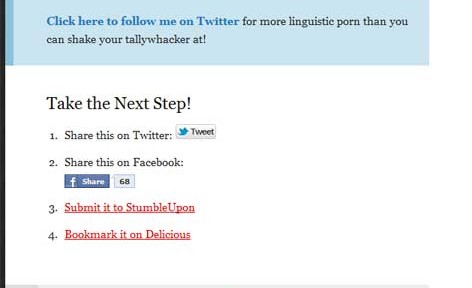 Click here to follow me on Twitter for more linguistic porn than you
can shake your tallywhacker at!
Take the Next Step!
1. Share this on Twitter: Tweet
2. Share this on Facebook:
f Share 68
3. Submit it to StumbleUpon
4. Bookmark it on Delicious